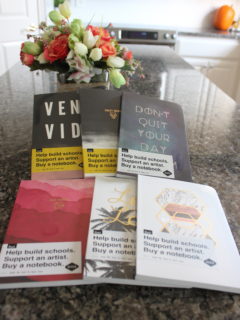 VEN
VID
DON'T
QUIT
YOUR
DAY
Help build schools.
Support an artist.
Buy a notebook.
Help build schools.
Support an artist.
Buy a notebook.
Help build schools.
Support an artist.
Buy a notebook.
Help build schools.
Support an artist.
Buy a notebook.
Help build schools.
Support an artist.
Buy a notebook.
Help build schools.
Support an artist.
Buy a notebook.